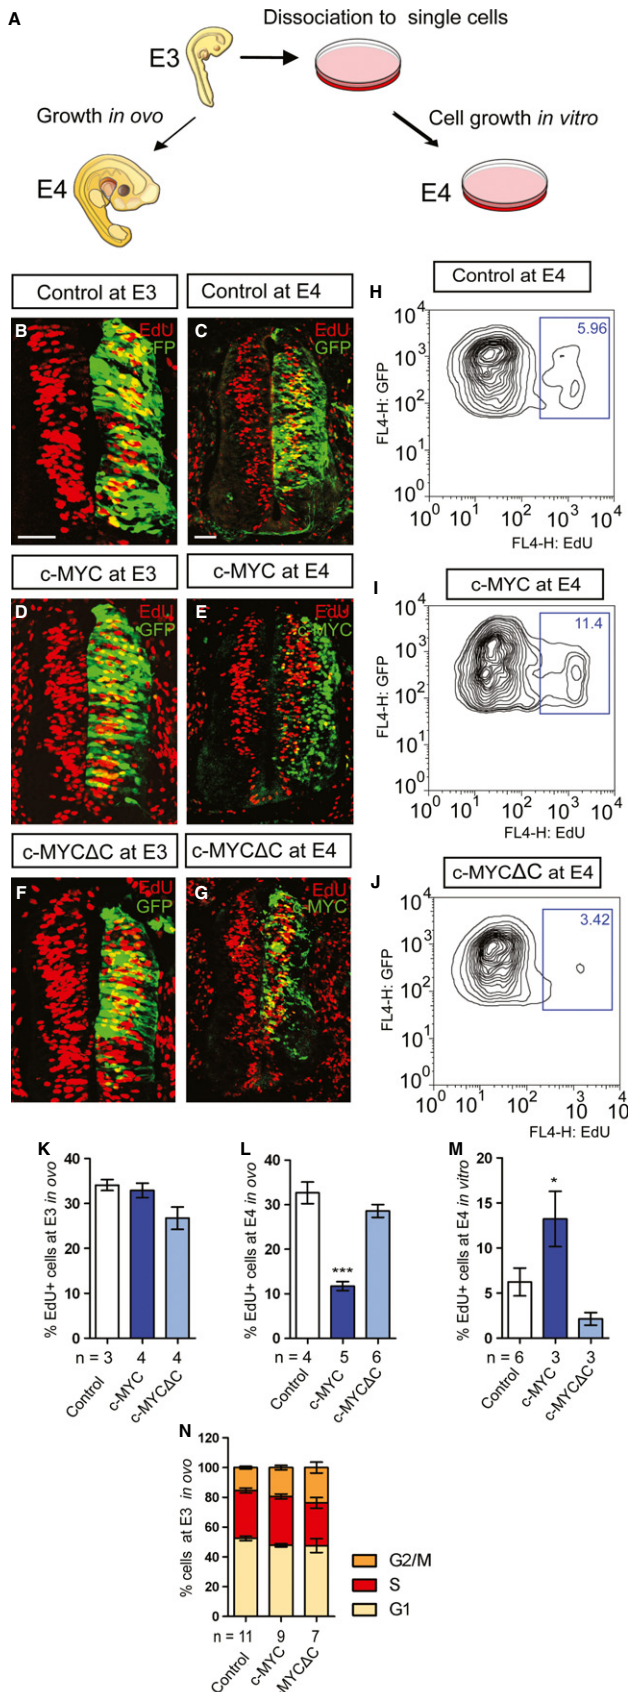 A
Dissociation to single cells
E3
Growth in ovo
Cell growth in vitro
E4
E4
Control at E3
Control at E4
B
EdU
GFP
C
EdU
GFP
c-MYC at E3
c-MYC at E4
D
EdU
GFP
E
EdU
c-MYC
c-MYCΔC at E3
c-MYCΔC at E4
F
EdU
GFP
G
EdU
MYC
Control at E4
H
5.96
FL4-H: GFP
10⁴
10³
10²
10¹
10⁰
10⁰ 10¹ 10² 10³ 10⁴
FL4-H: EdU
c-MYC at E4
I
11.4
FL4-H: GFP
10⁴
10³
10²
10¹
10⁰
10⁰ 10¹ 10² 10³ 10⁴
FL4-H: EdU
c-MYCΔC at E4
J
3.42
FL4-H: GFP
10⁴
10³
10²
10¹
10⁰
10⁰ 10¹ 10² 10³ 10⁴
FL4-H: EdU
K
% EdU+ cells at E3 in ovo
40
30
20
10
0
n = 3 4 4
Control
c-MYC
c-MYCΔC
L
% EdU+ cells at E4 in ovo
40
30
20
10
0
***
n = 4 5 6
Control
c-MYC
c-MYCΔC
M
% EdU+ cells at E4 in vitro
20
15
10
5
0
*
n = 6 3 3
Control
c-MYC
c-MYCΔC
N
% cells at E3 in ovo
120
100
80
60
40
20
0
n = 11 9 7
Control
c-MYC
MYCΔC
G2/M
S
G1